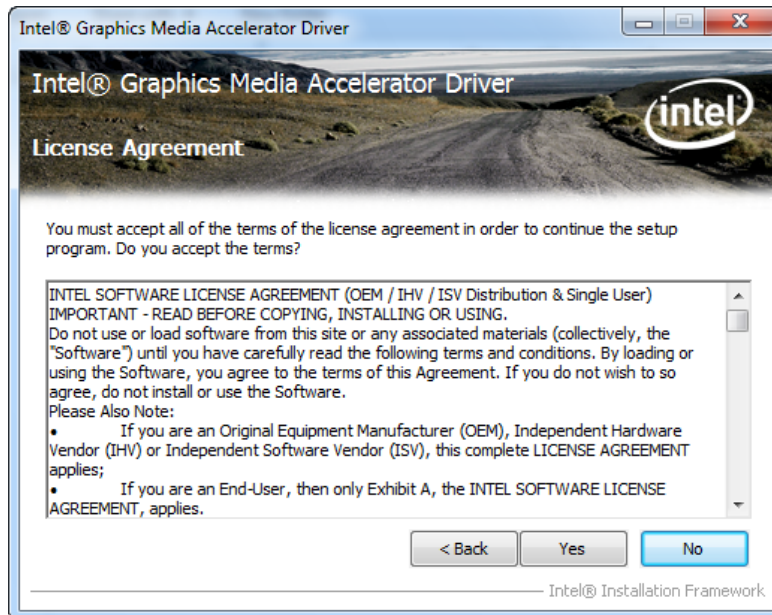 Intel® Graphics Media Accelerator Driver
Intel® Graphics Media Accelerator Driver
intel®
License Agreement
You must accept all of the terms of the license agreement in order to continue the setup
program. Do you accept the terms?
INTEL SOFTWARE LICENSE AGREEMENT (OEM / IHV / ISV Distribution & Single User)
IMPORTANT - READ BEFORE COPYING, INSTALLING OR USING.
Do not use or load software from this site or any associated materials (collectively, the
"Software") until you have carefully read the following terms and conditions. By loading or
using the Software, you agree to the terms of this Agreement. If you do not wish to so
agree, do not install or use the Software.
Please Also Note:
• If you are an Original Equipment Manufacturer (OEM), Independent Hardware
Vendor (IHV) or Independent Software Vendor (ISV), this complete LICENSE AGREEMENT
applies;
• If you are an End-User, then only Exhibit A, the INTEL SOFTWARE LICENSE
AGREEMENT, applies.
< Back Yes No
Intel® Installation Framework